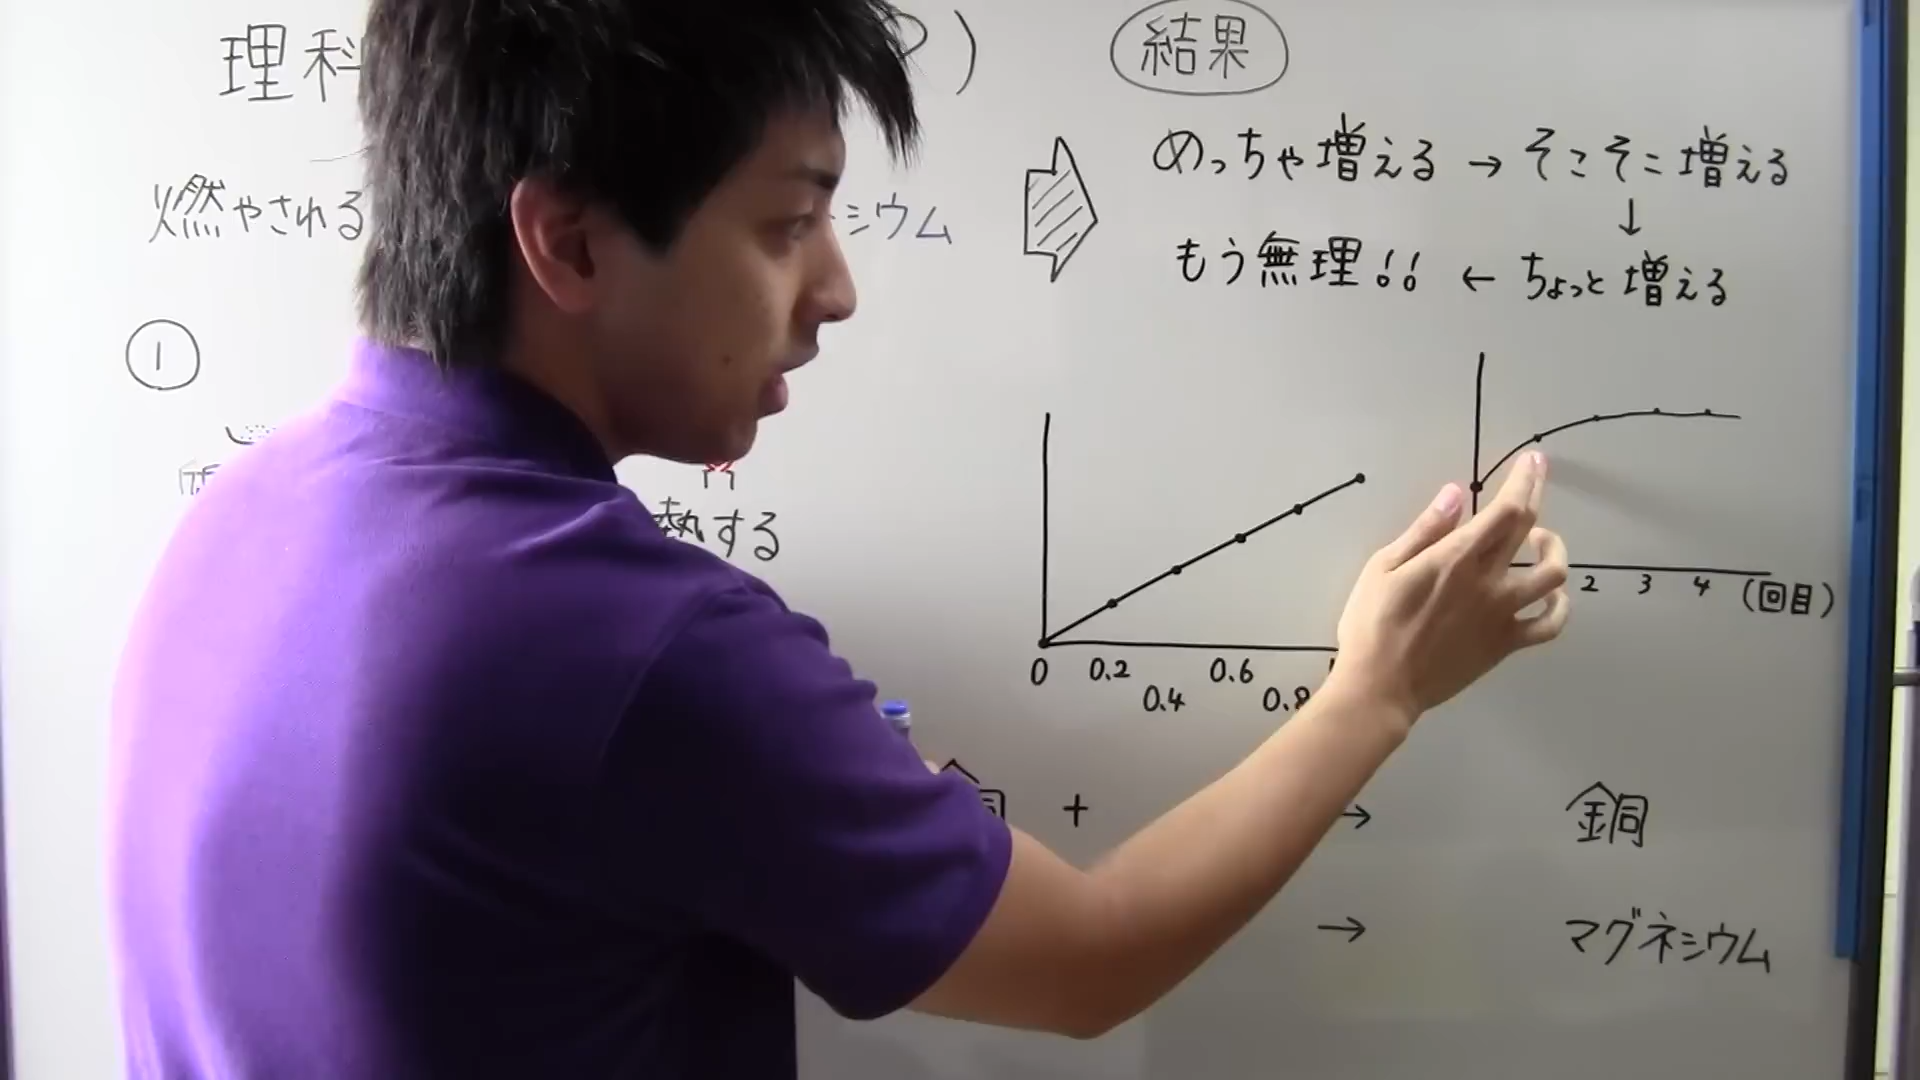 理科
燃やされる
シウム
①
熱する
結果
めっちゃ増える → そこそこ増える
↓
もう無理!! ← ちょっと増える
2 3 4 (回目)
0 0.2 0.4 0.6 0.8
銅 + → 銅
→ マグネシウム